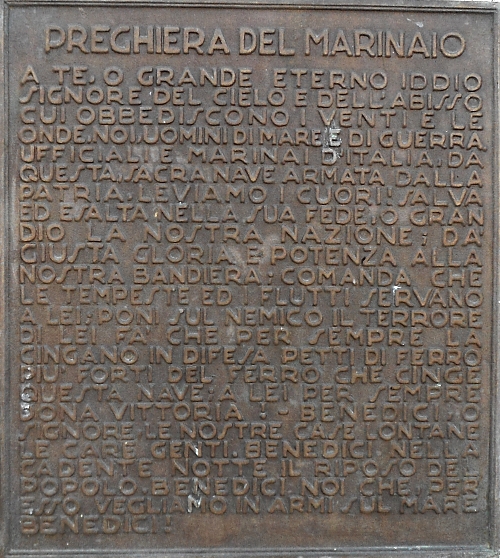 PREGHIERA DEL MARINAIO
A TE, O GRANDE ETERNO IDDIO
SIGNORE DEL CIELO E DELL'ABISSO
CUI OBBEDISCONO I VENTI E LE
ONDE, NOI, UOMINI DI MARE E DI GUERRA
UFFICIALI E MARINAI D'ITALIA, DA
QUESTA SACRA NAVE ARMATA DALLA
PATRIA, LEVIAMO I CUORI! SALVA
ED ESALTA NELLA SUA FEDE, O GRAN
DIO LA NOSTRA NAZIONE; DA
GIUSTA GLORIA E POTENZA ALLA
NOSTRA BANDIERA; COMANDA CHE
LE TEMPESTE ED I FLUTTI SERVANO
A LEI; PONI SUL NEMICO IL TERRORE
DI LEI FA' CHE PER SEMPRE LA
CINGANO IN DIFESA PETTI DI FERRO
PIU' FORTI DEL FERRO CHE CINGE
QUESTA NAVE; A LEI PER SEMPRE
DONA VITTORIA! - BENEDICI, O
SIGNORE LE NOSTRE CASE LONTANE
LE CARE GENTI. BENEDICI NELLA
CADENTE NOTTE IL RIPOSO DEL
POPOLO. BENEDICI NOI CHE, PER
ESSO, VEGLIAMO IN ARMI SUL MARE
BENEDICI!